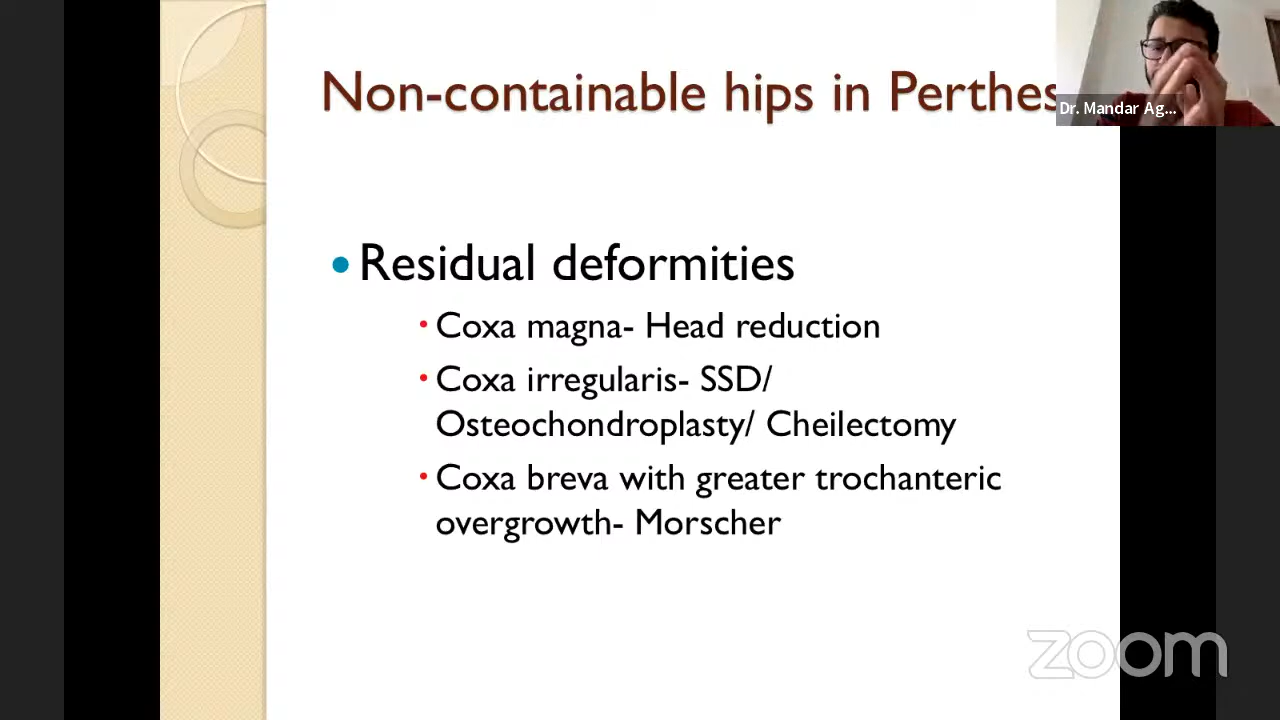 Non-containable hips in Perthes
Dr. Mandar Ag...
• Residual deformities
• Coxa magna- Head reduction
• Coxa irregularis- SSD/
Osteochondroplasty/ Cheilectomy
• Coxa breva with greater trochanteric
overgrowth- Morscher
zoom